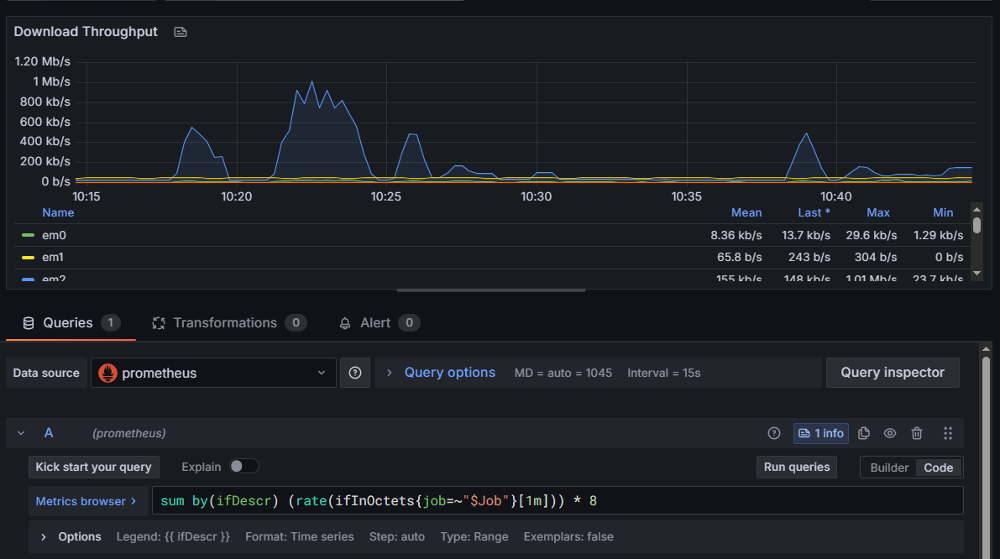 Download Throughput
1.20 Mb/s
1 Mb/s
800 kb/s
600 kb/s
400 kb/s
200 kb/s
0 b/s
10:15 10:20 10:25 10:30 10:35 10:40
Name Mean Last * Max Min
em0 8.36 kb/s 13.7 kb/s 29.6 kb/s 1.29 kb/s
em1 65.8 b/s 243 b/s 304 b/s 0 b/s
em2 155 kb/s 148 kb/s 1.01 Mb/s 23.7 kb/s
Queries 1 Transformations 0 Alert 0
Data source prometheus Query options MD = auto = 1045 Interval = 15s Query inspector
A (prometheus) 1 info
Kick start your query Explain Run queries Builder Code
Metrics browser > sum by(ifDescr) (rate(ifInOctets{job=~"$Job"}[1m])) * 8
Options Legend: {{ ifDescr }} Format: Time series Step: auto Type: Range Exemplars: false